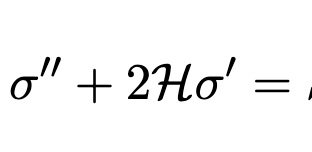 σ′′ + 2ℋσ′ =